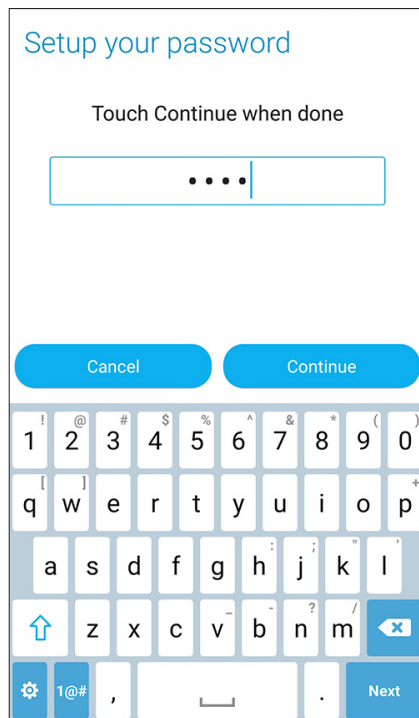 Setup your password
Touch Continue when done
••••
Cancel Continue
! @ # $ % ^ & * ( )
1 2 3 4 5 6 7 8 9 0
[ ] +
q w e r t y u i o p
: ; " '
a s d f g h j k l
_ - ? /
z x c v b n m
1@# , . Next